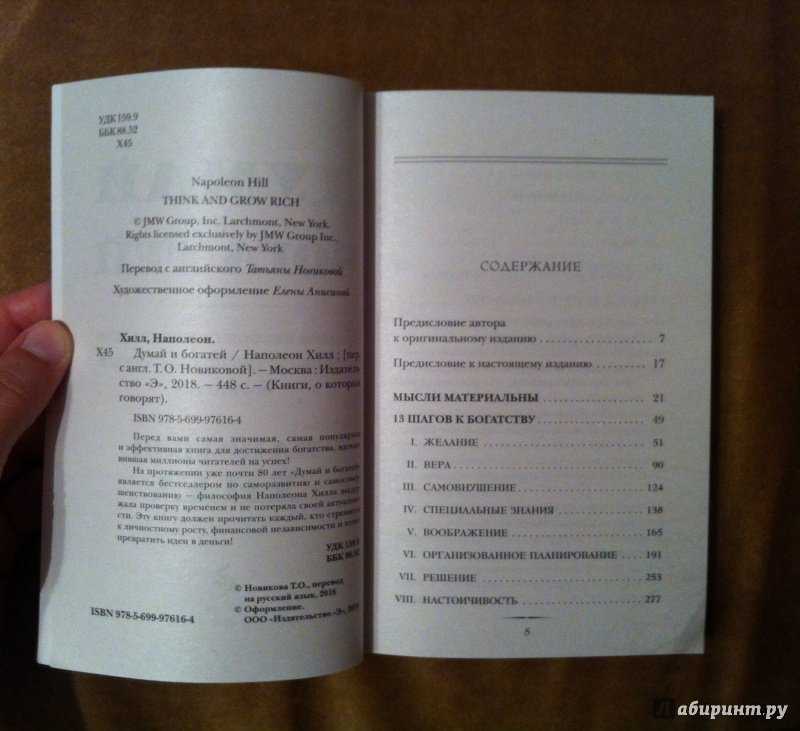 УДК 159.9
ББК 88.52
Х45
Napoleon Hill
THINK AND GROW RICH
© JMW Group, Inc. Larchmont, New York.
Rights licensed exclusively by JMW Group Inc.,
Larchmont, New York
Перевод с английского Татьяны Новиковой
Художественное оформление Елены Анисиной
Хилл, Наполеон.
Х45 Думай и богатей / Наполеон Хилл ; [пер.
с англ. Т. О. Новиковой]. — Москва : Издатель
ство «Э», 2018. — 448 с. — (Книги, о которых
говорят).
ISBN 978-5-699-97616-4
Перед вами самая значимая, самая популярная
и эффективная книга для достижения богатства,
вившая миллионы читателей на успех!
На протяжении уже почти 80 лет «Думай и богатей»
является бестселлером по саморазвитию и
шенствованию — философия Наполеона Хилла
жала проверку временем и не потеряла своей
сти. Эту книгу должен прочитать каждый, кто
к личностному росту, финансовой независимости и
превратить идеи в деньги!
УДК 159.9
ББК 88.52
© Новикова Т.О., перевод
на русский язык, 2018
© Оформление.
ISBN 978-5-699-97616-4 ООО «Издательство «Э»,
СОДЕРЖАНИЕ
Предисловие автора
к оригинальному изданию . . . . . 7
Предисловие к настоящему изданию . . . . 17
МЫСЛИ МАТЕРИАЛЬНЫ . . . . . 21
13 ШАГОВ К БОГАТСТВУ . . . . . 49
I. ЖЕЛАНИЕ . . . . . 51
II. ВЕРА . . . . . 90
III. САМОВНУШЕНИЕ . . . . . 124
IV. СПЕЦИАЛЬНЫЕ ЗНАНИЯ . . . . . 138
V. ВООБРАЖЕНИЕ . . . . . 165
VI. ОРГАНИЗОВАННОЕ ПЛАНИРОВАНИЕ . . . . 191
VII. РЕШЕНИЕ . . . . . 253
VIII. НАСТОЙЧИВОСТЬ . . . . . 277
5
лабиринт.ру